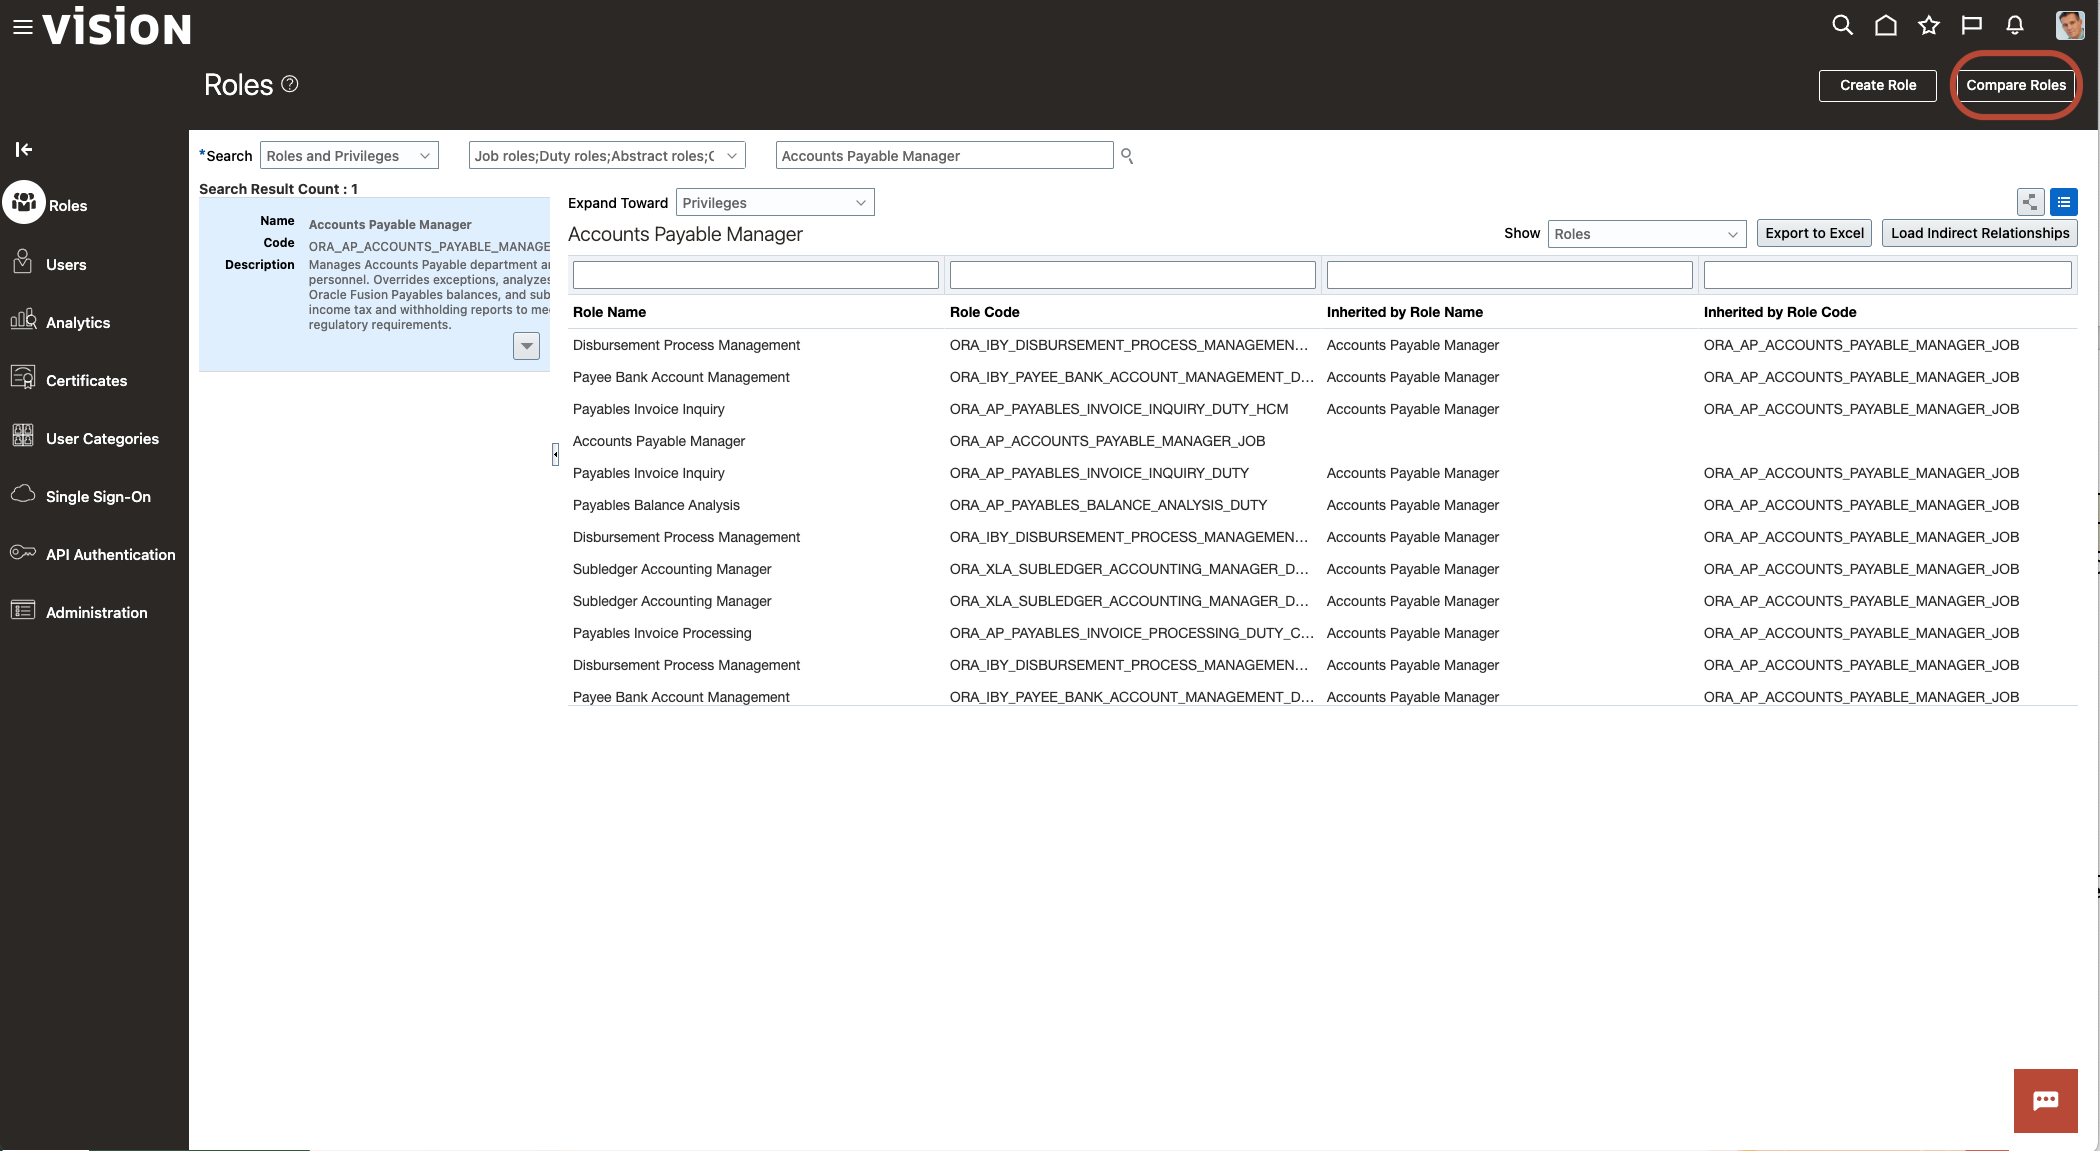 vision
Roles
Create Role
Compare Roles
*Search
Roles and Privileges
Job roles;Duty roles;Abstract roles;
Accounts Payable Manager
Search Result Count : 1
Name Accounts Payable Manager
Code ORA_AP_ACCOUNTS_PAYABLE_MANAGE
Description Manages Accounts Payable department
personnel. Overrides exceptions, analyzes
Oracle Fusion Payables balances, and sub
income tax and withholding reports to me
regulatory requirements.
Expand Toward
Privileges
Accounts Payable Manager
Show
Roles
Export to Excel
Load Indirect Relationships
Role Name Role Code Inherited by Role Name Inherited by Role Code
Disbursement Process Management ORA_IBY_DISBURSEMENT_PROCESS_MANAGEMEN... Accounts Payable Manager ORA_AP_ACCOUNTS_PAYABLE_MANAGER_JOB
Payee Bank Account Management ORA_IBY_PAYEE_BANK_ACCOUNT_MANAGEMENT_D... Accounts Payable Manager ORA_AP_ACCOUNTS_PAYABLE_MANAGER_JOB
Payables Invoice Inquiry ORA_AP_PAYABLES_INVOICE_INQUIRY_DUTY_HCM Accounts Payable Manager ORA_AP_ACCOUNTS_PAYABLE_MANAGER_JOB
Accounts Payable Manager ORA_AP_ACCOUNTS_PAYABLE_MANAGER_JOB
Payables Invoice Inquiry ORA_AP_PAYABLES_INVOICE_INQUIRY_DUTY Accounts Payable Manager ORA_AP_ACCOUNTS_PAYABLE_MANAGER_JOB
Payables Balance Analysis ORA_AP_PAYABLES_BALANCE_ANALYSIS_DUTY Accounts Payable Manager ORA_AP_ACCOUNTS_PAYABLE_MANAGER_JOB
Disbursement Process Management ORA_IBY_DISBURSEMENT_PROCESS_MANAGEMEN... Accounts Payable Manager ORA_AP_ACCOUNTS_PAYABLE_MANAGER_JOB
Subledger Accounting Manager ORA_XLA_SUBLEDGER_ACCOUNTING_MANAGER_D... Accounts Payable Manager ORA_AP_ACCOUNTS_PAYABLE_MANAGER_JOB
Subledger Accounting Manager ORA_XLA_SUBLEDGER_ACCOUNTING_MANAGER_D... Accounts Payable Manager ORA_AP_ACCOUNTS_PAYABLE_MANAGER_JOB
Payables Invoice Processing ORA_AP_PAYABLES_INVOICE_PROCESSING_DUTY_C... Accounts Payable Manager ORA_AP_ACCOUNTS_PAYABLE_MANAGER_JOB
Disbursement Process Management ORA_IBY_DISBURSEMENT_PROCESS_MANAGEMEN... Accounts Payable Manager ORA_AP_ACCOUNTS_PAYABLE_MANAGER_JOB
Payee Bank Account Management ORA_IBY_PAYEE_BANK_ACCOUNT_MANAGEMENT_D... Accounts Payable Manager ORA_AP_ACCOUNTS_PAYABLE_MANAGER_JOB
Roles
Users
Analytics
Certificates
User Categories
Single Sign-On
API Authentication
Administration